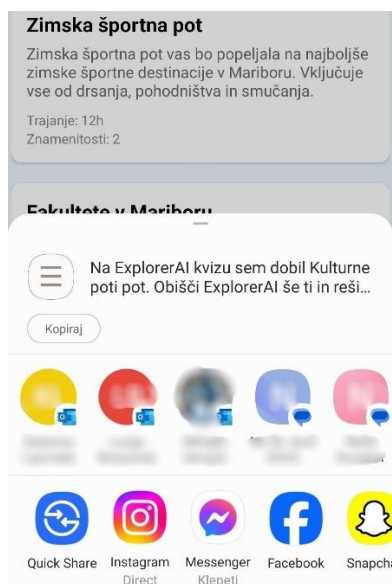 Zimska športna pot
Zimska športna pot vas bo popeljala na najboljše
zimske športne destinacije v Mariboru. Vključuje
vse od drsanja, pohodništva in smučanja.
Trajanje: 12h
Znamenitosti: 2
Fakultete v Mariboru
Na ExplorerAI kvizu sem dobil Kulturne
poti pot. Obišči ExplorerAI še ti in reši...
Kopiraj
Quick Share Instagram Messenger Facebook Snapch
Direct Klepeti